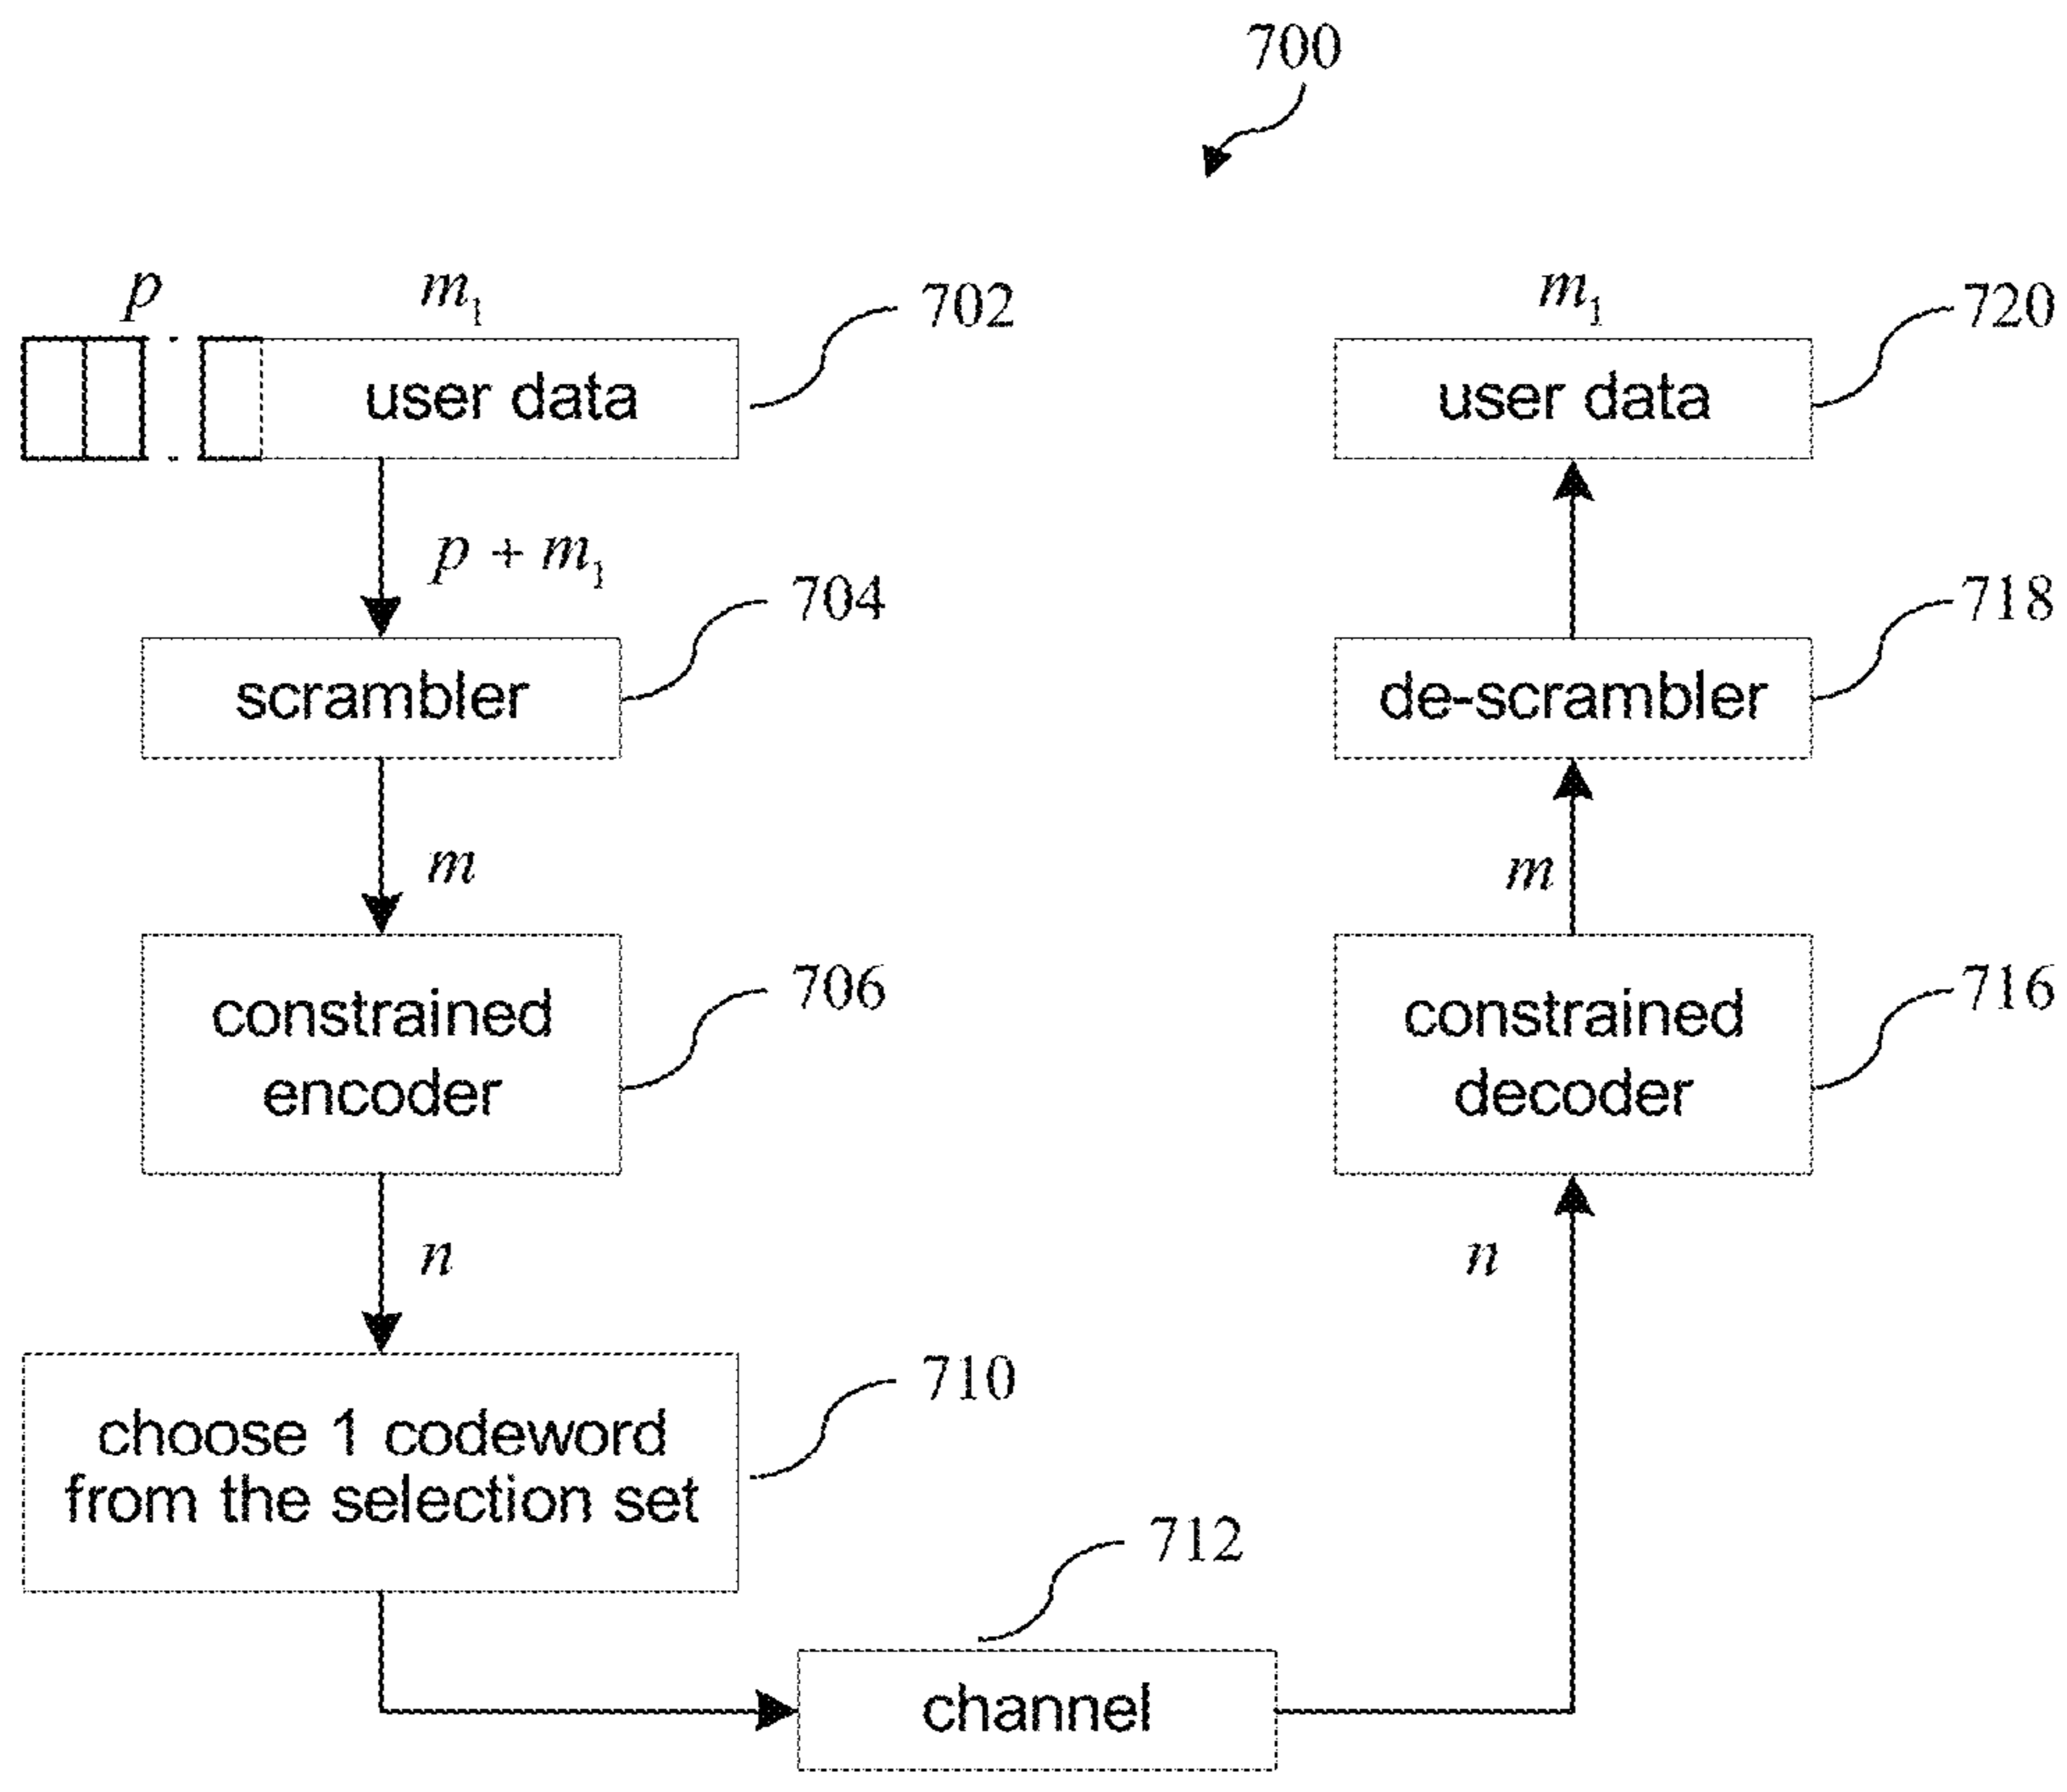 700
p
m₁
702
user data
p + m₁
704
scrambler
m
706
constrained
encoder
n
710
choose 1 codeword
from the selection set
712
channel
n
716
constrained
decoder
m
718
de-scrambler
m₁
720
user data